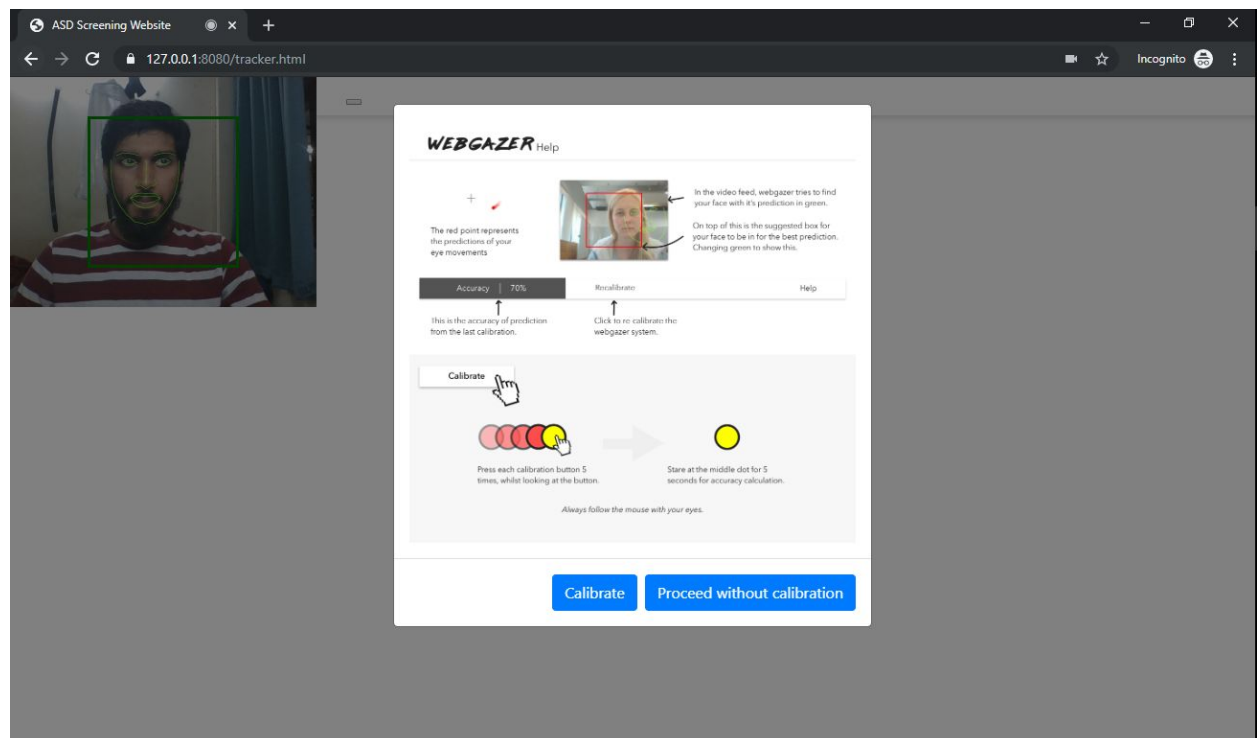 ASD Screening Website
127.0.0.1:8080/tracker.html
Incognito
WEBGAZER Help
The red point represents
the predictions of your
eye movements
In the video feed, webgazer tries to find
your face with it's prediction in green.
On top of this is the suggested box for
your face to be in for the best prediction.
Changing green to show this.
Accuracy | 70%
Recalibrate
Help
This is the accuracy of prediction
from the last calibration.
Click to re calibrate the
webgazer system.
Calibrate
Press each calibration button 5
times, whilst looking at the button.
Stare at the middle dot for 5
seconds for accuracy calculation.
Always follow the mouse with your eyes.
Calibrate
Proceed without calibration